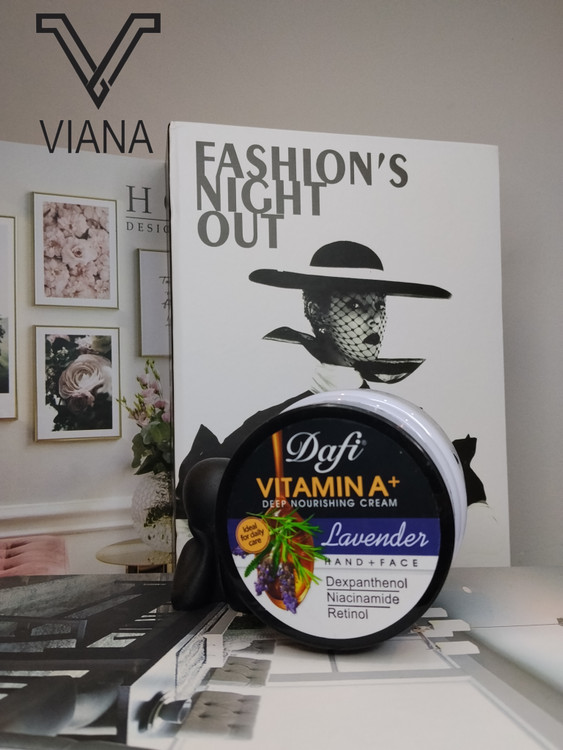 VIANA
FASHION'S
NIGHT
OUT
Dafi®
VITAMIN A+
DEEP NOURISHING CREAM
Ideal
for daily
care
Lavender
HAND + FACE
Dexpanthenol
Niacinamide
Retinol